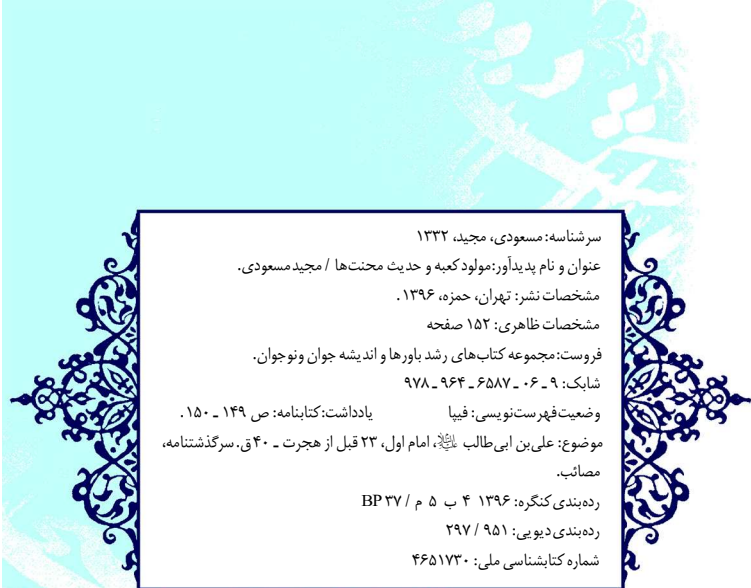 سرشناسه: مسعودی، مجید، ۱۳۳۲
عنوان و نام پدیدآور:مولود کعبه و حدیث محنت‌ها / مجید مسعودی.
مشخصات نشر: تهران، حمزه، ۱۳۹۶.
مشخصات ظاهری: ۱۵۲ صفحه
فروست:مجموعه کتاب‌های رشد باورها و اندیشه جوان ونوجوان.
شابک: ۹ ـ ۰۶ ـ ۶۵۸۷ ـ ۹۶۴ ـ ۹۷۸
وضعیت‌فهرست‌نویسی: فیپا یادداشت:کتابنامه: ص ۱۴۹ ـ ۱۵۰.
موضوع: علی‌بن ابی‌طالب علیه‌السلام، امام اول، ۲۳ قبل از هجرت ـ ۴۰ق.سرگذشتنامه،
مصائب.
رده‌بندی کنگره: ۱۳۹۶ ۴ ب ۵ م / BP ۳۷
رده‌بندی دیویی: ۹۵۱ / ۲۹۷
شماره کتابشناسی ملی: ۴۶۵۱۷۳۰